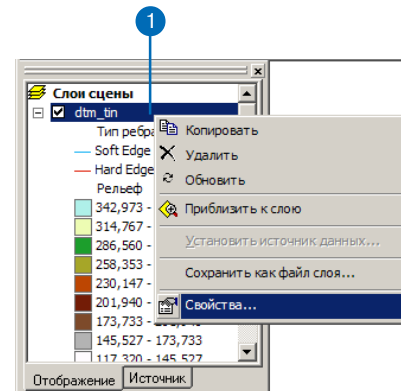 1
Слои сцены
dtm_tin
Тип ребра
Soft Edge
Hard Edge
Рельеф
342,973 -
314,767 -
286,560 -
258,353 -
230,147 -
201,940 -
173,733 -
145,527 - 173,733
117,320 - 145,527
Копировать
Удалить
Обновить
Приблизить к слою
Установить источник данных...
Сохранить как файл слоя...
Свойства...
Отображение Источник